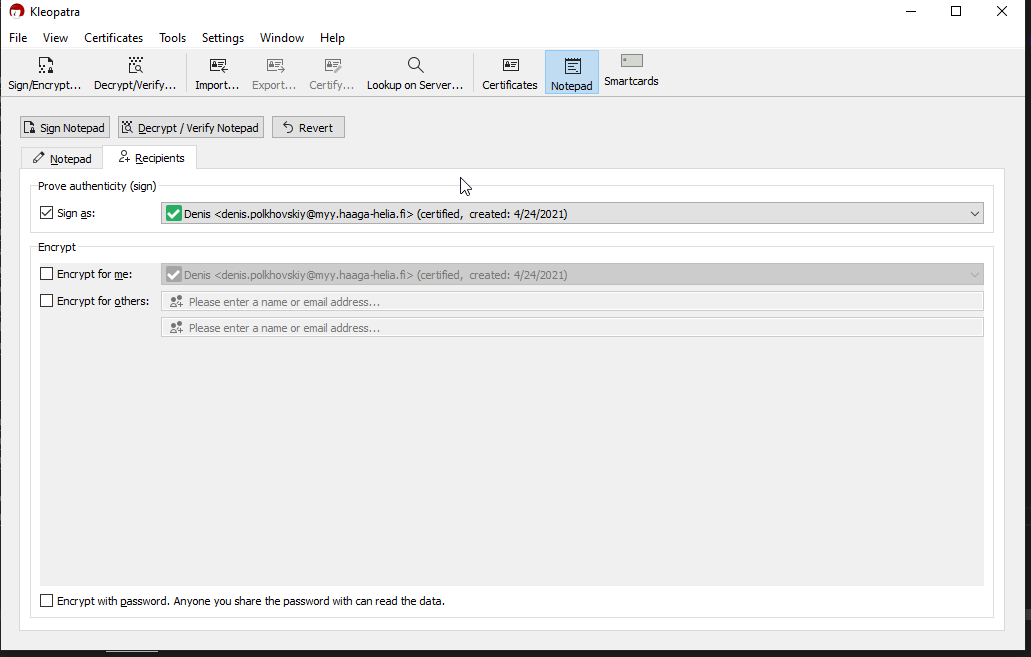 Kleopatra
File View Certificates Tools Settings Window Help
Sign/Encrypt... Decrypt/Verify... Import... Export... Certify... Lookup on Server... Certificates Notepad Smartcards
Sign Notepad Decrypt / Verify Notepad Revert
Notepad Recipients
Prove authenticity (sign)
Sign as: Denis <denis.polkhovskiy@myy.haaga-helia.fi> (certified, created: 4/24/2021)
Encrypt
Encrypt for me: Denis <denis.polkhovskiy@myy.haaga-helia.fi> (certified, created: 4/24/2021)
Encrypt for others: Please enter a name or email address...
Please enter a name or email address...
Encrypt with password. Anyone you share the password with can read the data.